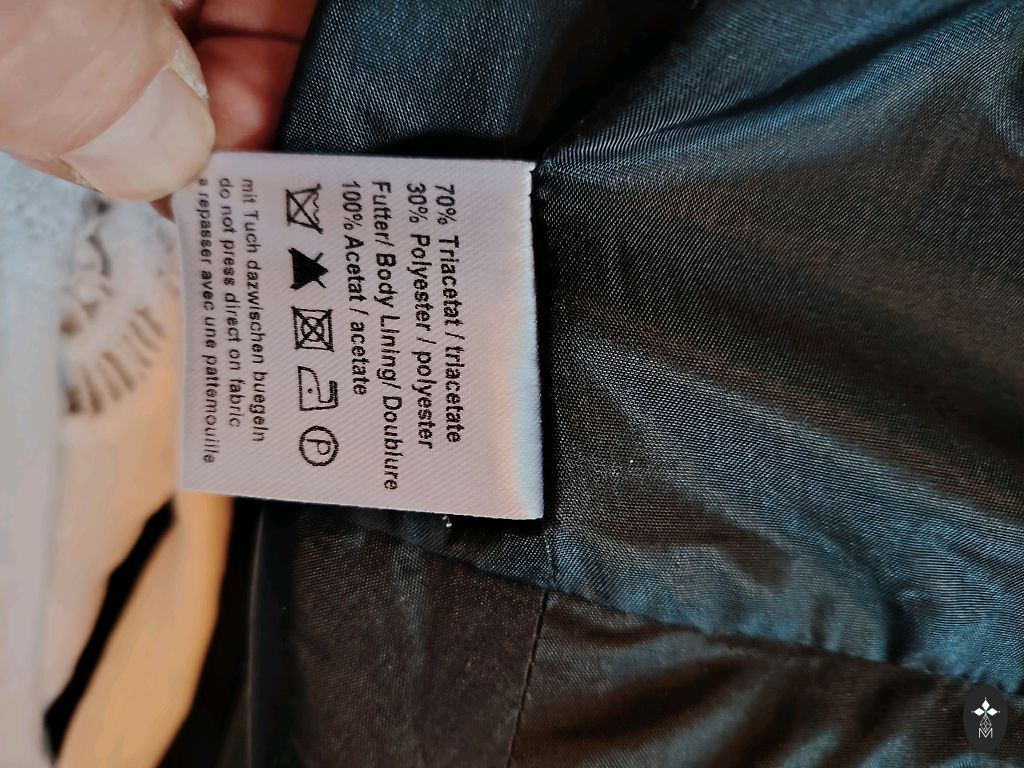 70% Triacetat / triacetate
30% Polyester / polyester
Futter/ Body Lining/ Doublure
100% Acetat / acetate
P
mit Tuch dazwischen buegeln
do not press direct on fabric
a repasser avec une pattemouille
M